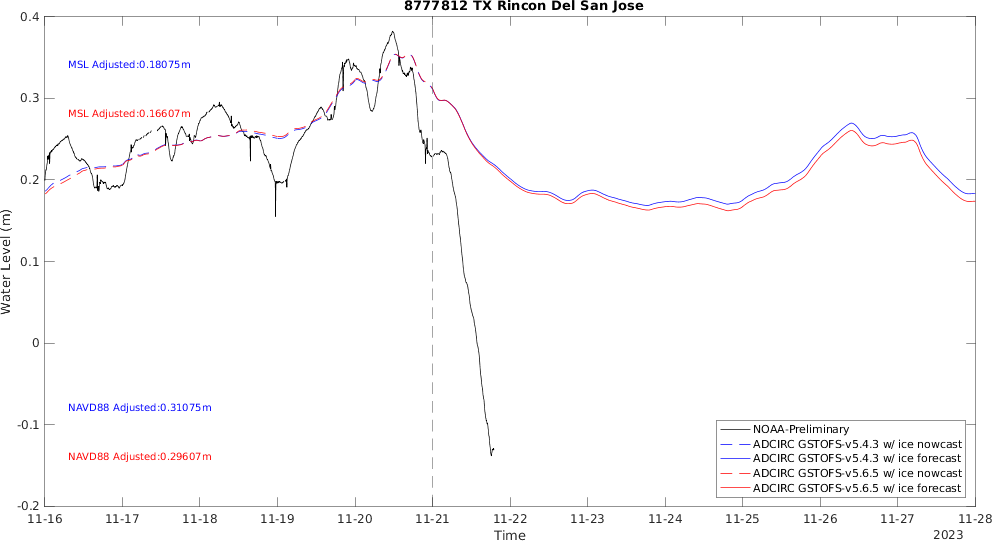 8777812 TX Rincon Del San Jose
Water Level (m)
0.4
0.3
0.2
0.1
0
-0.1
-0.2
MSL Adjusted:0.18075m
MSL Adjusted:0.16607m
NAVD88 Adjusted:0.31075m
NAVD88 Adjusted:0.29607m
NOAA-Preliminary
ADCIRC GSTOFS-v5.4.3 w/ ice nowcast
ADCIRC GSTOFS-v5.4.3 w/ ice forecast
ADCIRC GSTOFS-v5.6.5 w/ ice nowcast
ADCIRC GSTOFS-v5.6.5 w/ ice forecast
11-16 11-17 11-18 11-19 11-20 11-21 11-22 11-23 11-24 11-25 11-26 11-27 11-28
Time
2023